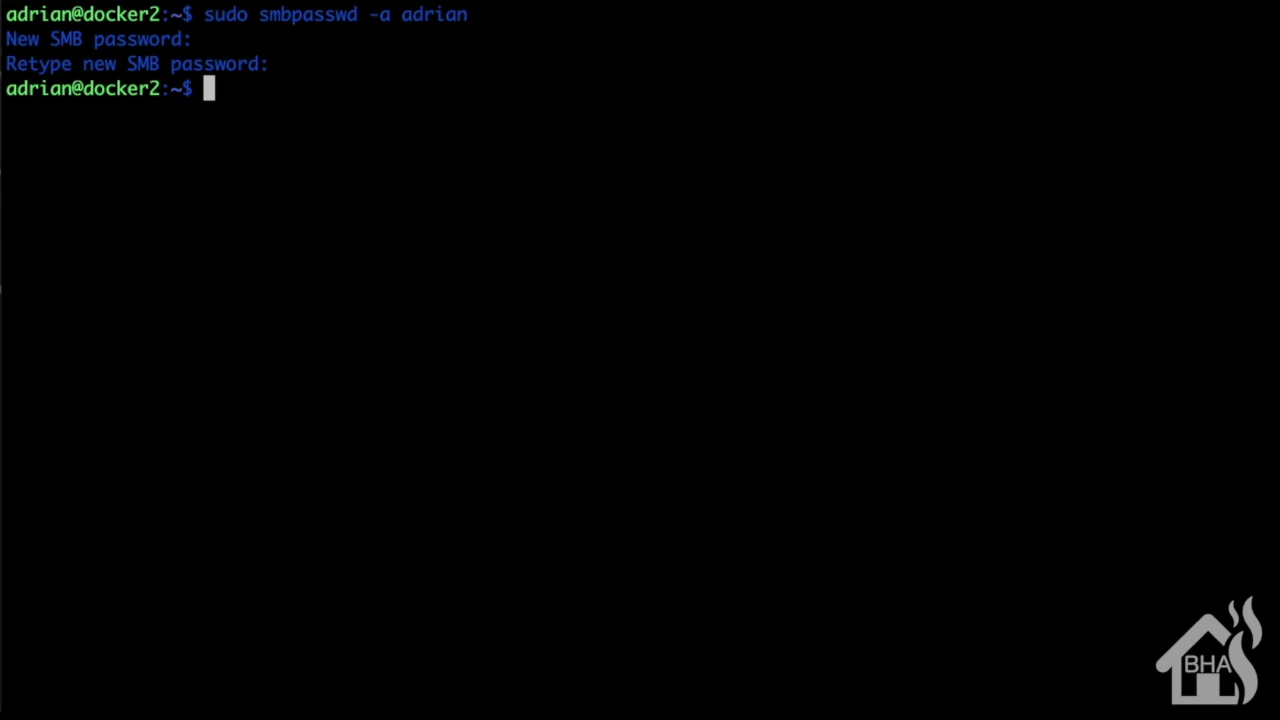 adrian@docker2:~$ sudo smbpasswd -a adrian
New SMB password:
Retype new SMB password:
adrian@docker2:~$
BHA